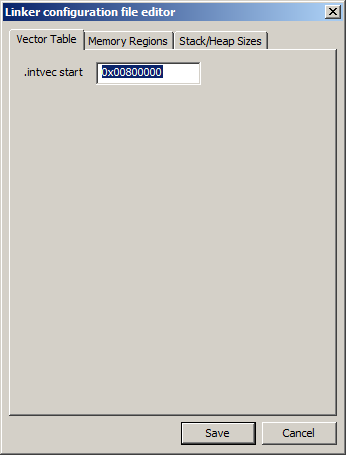 Linker configuration file editor
Vector Table Memory Regions Stack/Heap Sizes
.intvec start 0x00800000
Save Cancel